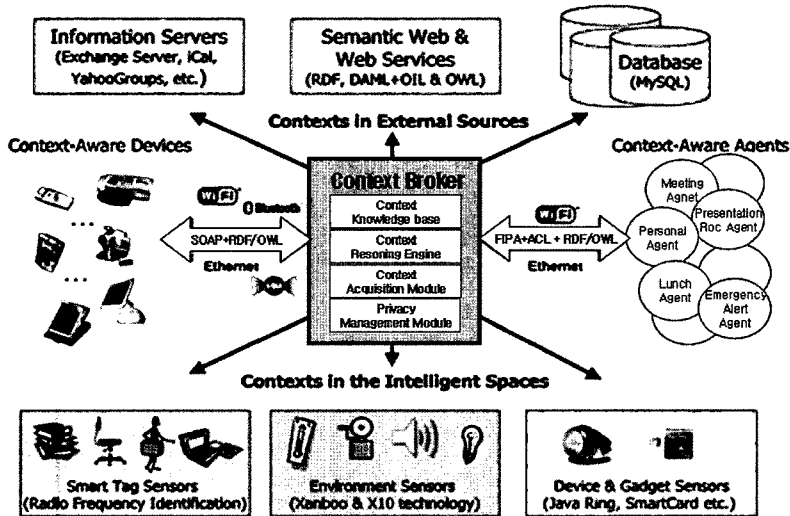 Information Servers
(Exchange Server, iCal,
YahooGroups, etc.)
Semantic Web &
Web Services
(RDF, DAML+OIL & OWL)
Database
(MySQL)
Contexts in External Sources
Context-Aware Devices
Context-Aware Agents
WiFi
Bluetooth
SOAP+RDF/OWL
Ethernet
Context Broker
Context
Knowledge base
Context
Resoning Engine
Context
Acquisition Module
Privacy
Management Module
WiFi
FIPA+ACL + RDF/OWL
Ethernet
Meeting
Agnet
Presentation
Roc Agent
Personal
Agent
Lunch
Agent
Emergency
Alert
Agent
...
...
Contexts in the Intelligent Spaces
Smart Tag Sensors
(Radio Frequency Identification)
Environment Sensors
(Xanboo & X10 technology)
Device & Gadget Sensors
(Java Ring, SmartCard etc.)